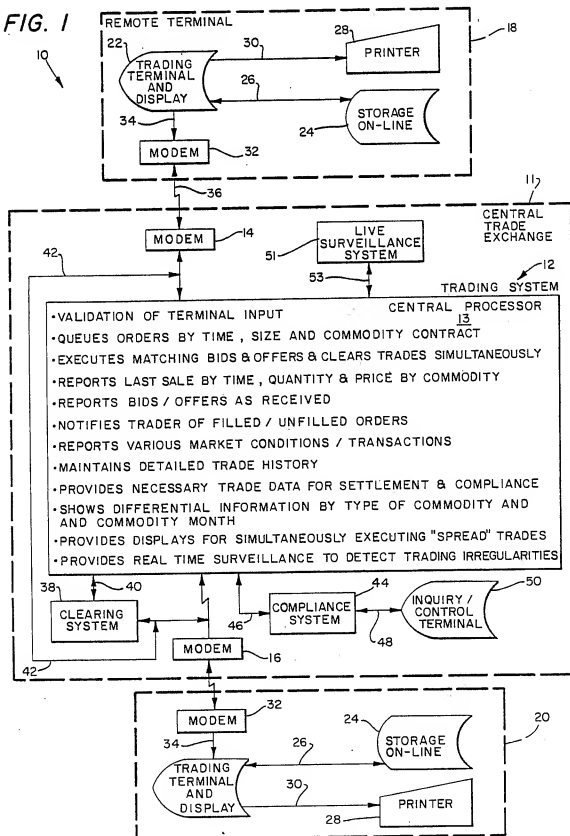 FIG. 1
REMOTE TERMINAL
10
22
TRADING
TERMINAL
AND
DISPLAY
30
28
PRINTER
18
26
24
STORAGE
ON-LINE
34
MODEM
32
36
11
CENTRAL
TRADE
EXCHANGE
42
MODEM
14
51
LIVE
SURVEILLANCE
SYSTEM
53
12
TRADING SYSTEM
CENTRAL PROCESSOR
13
•VALIDATION OF TERMINAL INPUT
•QUEUES ORDERS BY TIME, SIZE AND COMMODITY CONTRACT
•EXECUTES MATCHING BIDS & OFFERS & CLEARS TRADES SIMULTANEOUSLY
•REPORTS LAST SALE BY TIME, QUANTITY & PRICE BY COMMODITY
•REPORTS BIDS / OFFERS AS RECEIVED
•NOTIFIES TRADER OF FILLED / UNFILLED ORDERS
•REPORTS VARIOUS MARKET CONDITIONS / TRANSACTIONS
•MAINTAINS DETAILED TRADE HISTORY
•PROVIDES NECESSARY TRADE DATA FOR SETTLEMENT & COMPLIANCE
•SHOWS DIFFERENTIAL INFORMATION BY TYPE OF COMMODITY AND
AND COMMODITY MONTH
•PROVIDES DISPLAYS FOR SIMULTANEOUSLY EXECUTING "SPREAD" TRADES
•PROVIDES REAL TIME SURVEILLANCE TO DETECT TRADING IRREGULARITIES
38
40
CLEARING
SYSTEM
42
46
44
COMPLIANCE
SYSTEM
48
50
INQUIRY/
CONTROL
TERMINAL
MODEM
16
MODEM
32
34
TRADING
TERMINAL
AND
DISPLAY
26
24
STORAGE
ON-LINE
20
30
PRINTER
28